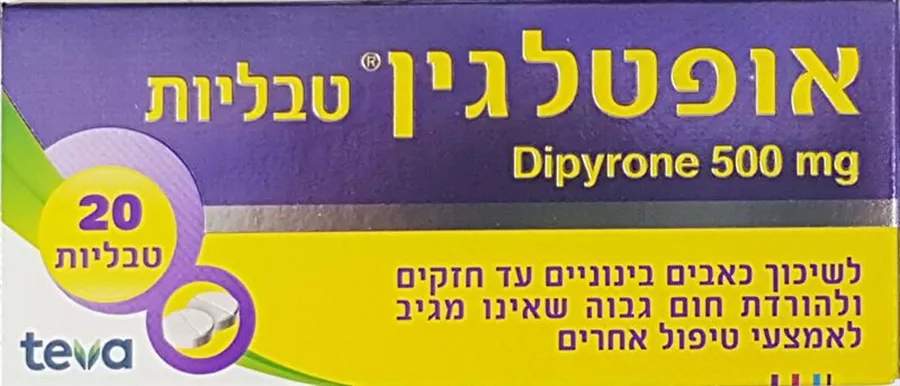 אופטלגין® טבליות
Dipyrone 500 mg
20
טבליות
לשיכוך כאבים בינוניים עד חזקים
ולהורדת חום גבוה שאינו מגיב
לאמצעי טיפול אחרים
teva